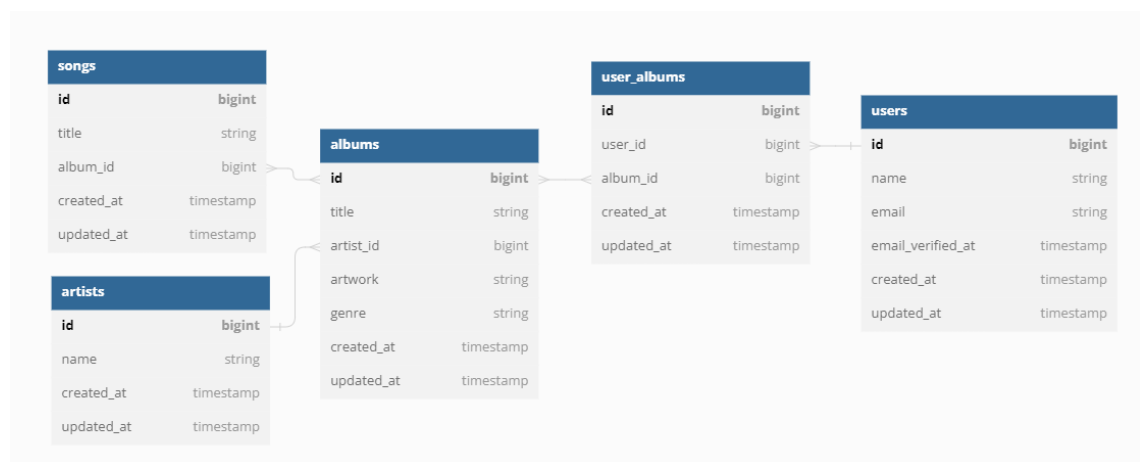 songs
id bigint
title string
album_id bigint
created_at timestamp
updated_at timestamp
artists
id bigint
name string
created_at timestamp
updated_at timestamp
albums
id bigint
title string
artist_id bigint
artwork string
genre string
created_at timestamp
updated_at timestamp
user_albums
id bigint
user_id bigint
album_id bigint
created_at timestamp
updated_at timestamp
users
id bigint
name string
email string
email_verified_at timestamp
created_at timestamp
updated_at timestamp